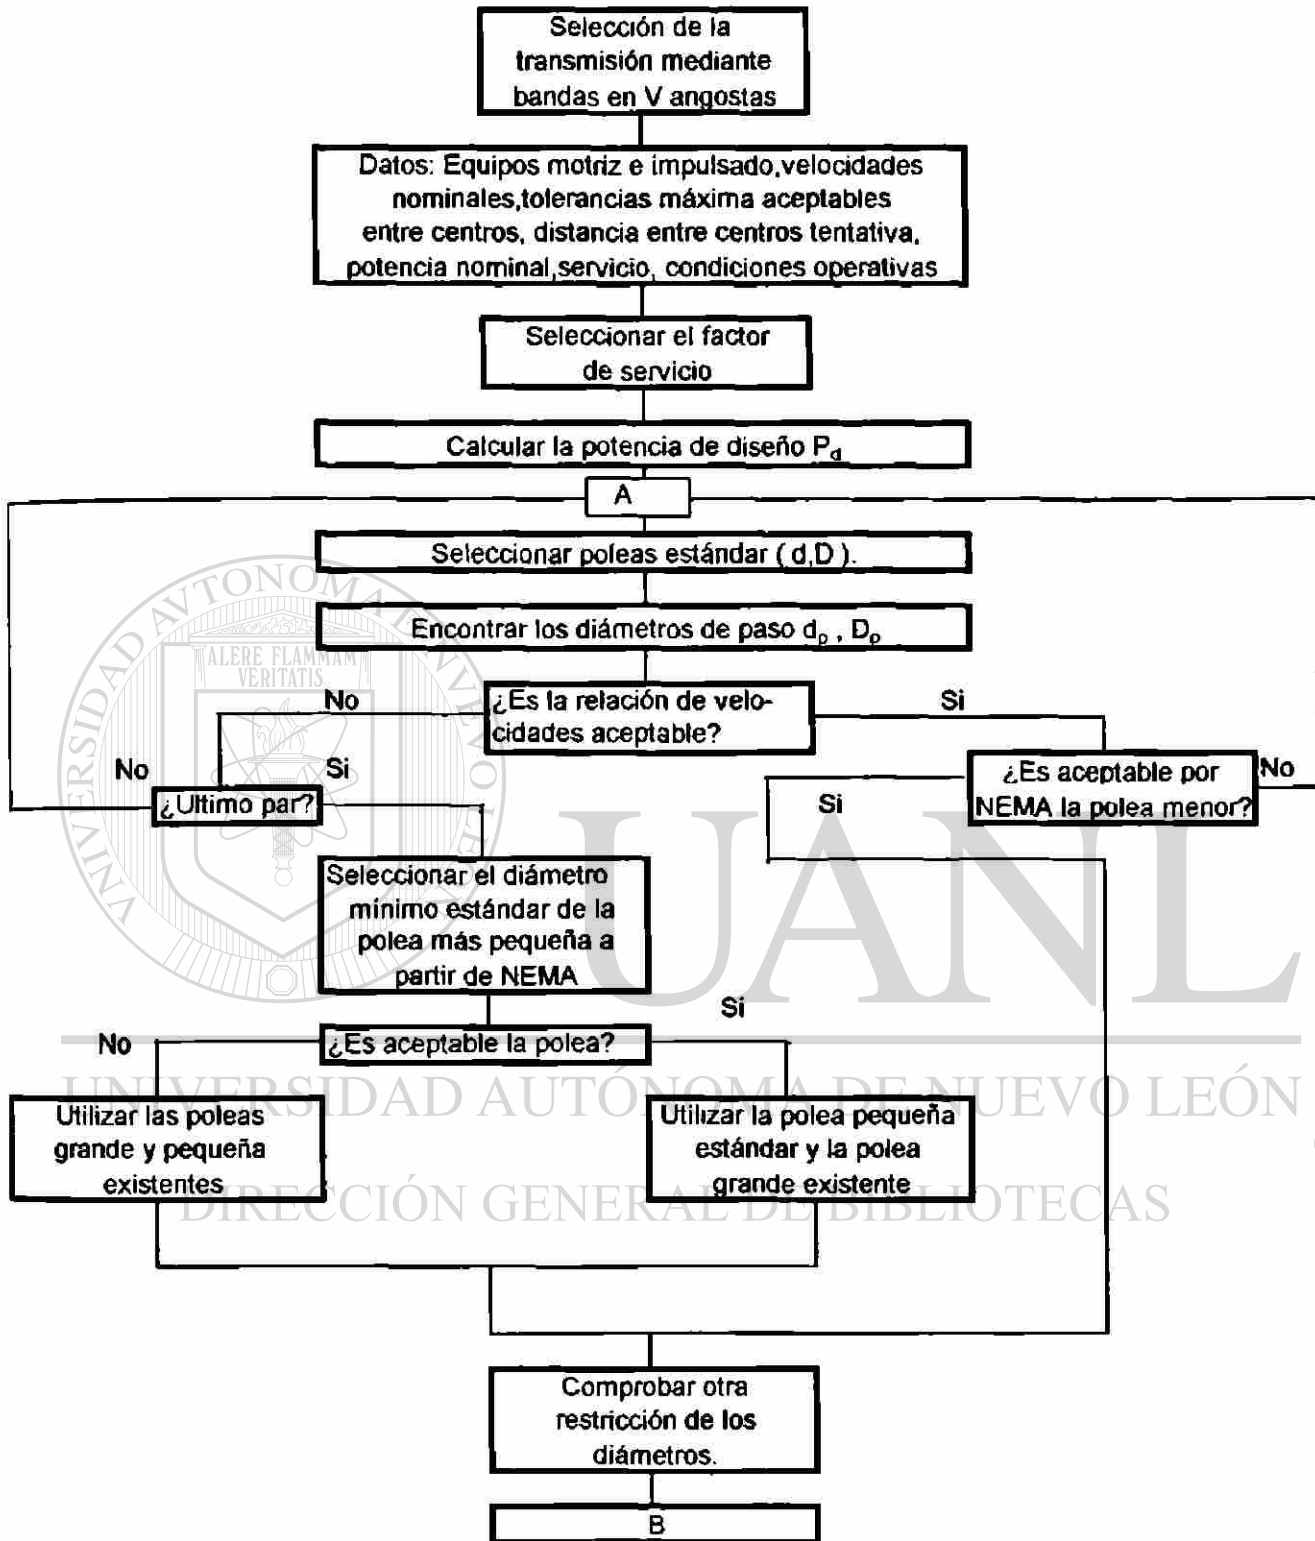 Selección de la
transmisión mediante
bandas en V angostas
Datos: Equipos motriz e impulsado,velocidades
nominales,tolerancias máxima aceptables
entre centros, distancia entre centros tentativa,
potencia nominal,servicio, condiciones operativas
Seleccionar el factor
de servicio
Calcular la potencia de diseño Pd
A
Seleccionar poleas estándar ( d,D ).
Encontrar los diámetros de paso dp , Dp
No
¿Es la relación de velo-
cidades aceptable?
Si
No
Si
¿Ultimo par?
Si
¿Es aceptable por
NEMA la polea menor?
No
Seleccionar el diámetro
mínimo estándar de la
polea más pequeña a
partir de NEMA
Si
No
¿Es aceptable la polea?
Utilizar las poleas
grande y pequeña
existentes
Utilizar la polea pequeña
estándar y la polea
grande existente
Comprobar otra
restricción de los
diámetros.
B
UNIVERSIDAD AVTONOMA DE NVEVO LEON
ALERE FLAMMAM
VERITATIS
UANL
UNIVERSIDAD AUTÓNOMA DE NUEVO LEÓN
DIRECCIÓN GENERAL DE BIBLIOTECAS